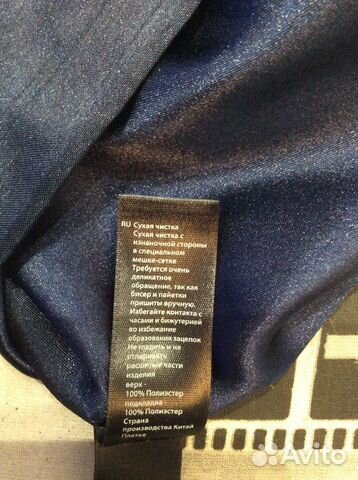 RU Сухая чистка
Сухая чистка с
изнаночной стороны
в специальном
мешке-сетке
Требуется очень
деликатное
обращение, так как
бисер и пайетки
пришиты вручную.
Избегайте контакта с
часами и бижутерией
во избежание
образования зацепок
Не гладить и не
отпаривать
расшитые части
изделия
верх -
100% Полиэстер
подкладка -
100% Полиэстер
Страна
производства Китай
Платье
Avito